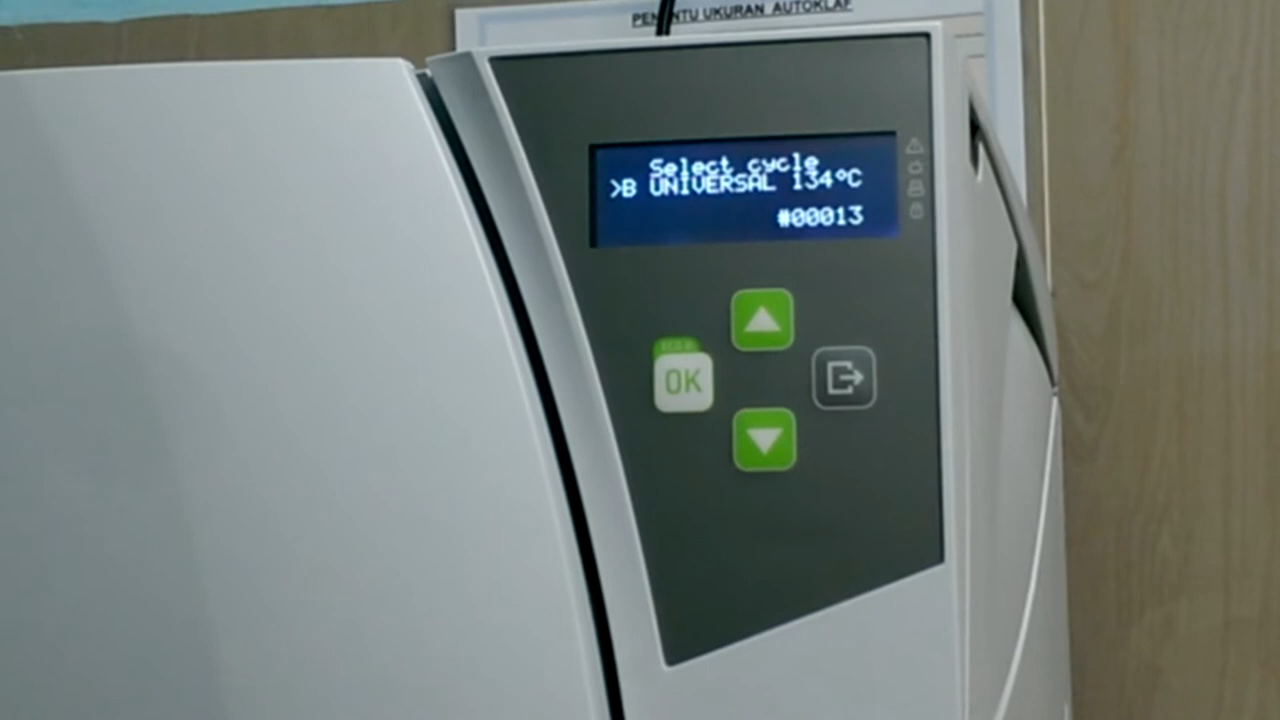 PENENTU UKURAN AUTOKLAF
Select cycle
>B UNIVERSAL 134°C
#00013
OK